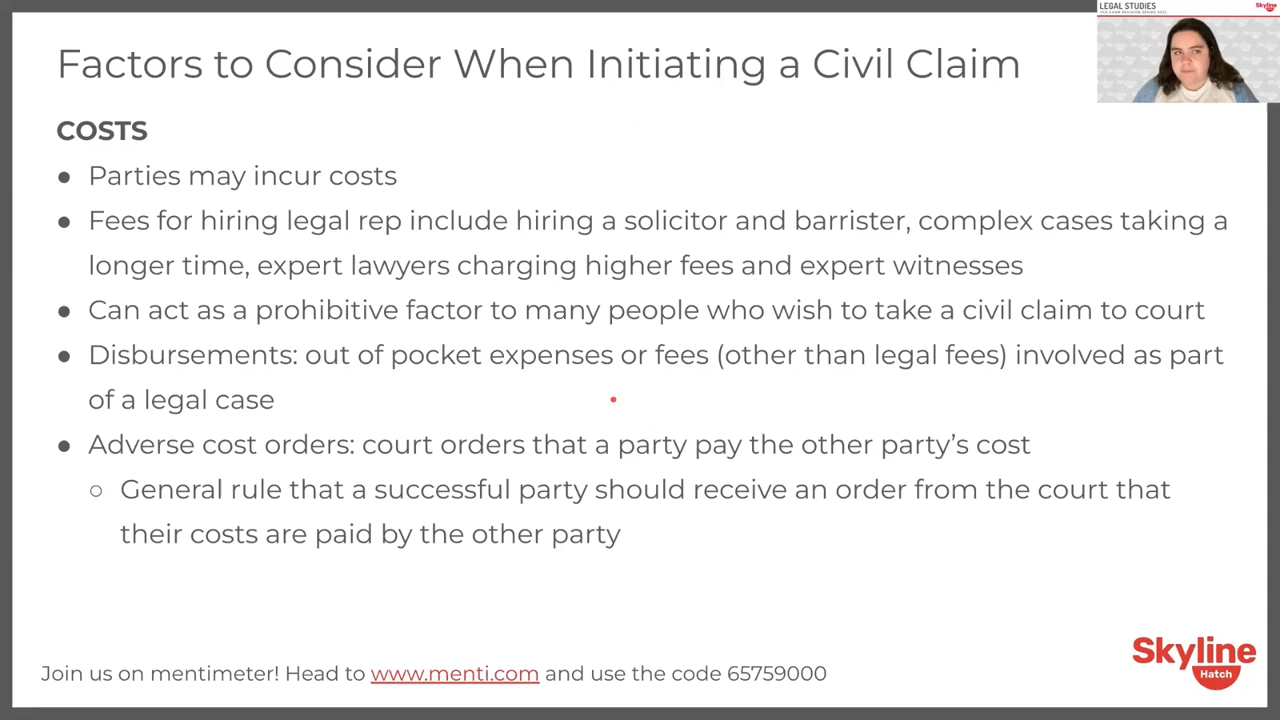 LEGAL STUDIES
VCE EXAM REVISION SERIES 2022
Skyline
Factors to Consider When Initiating a Civil Claim
COSTS
● Parties may incur costs
● Fees for hiring legal rep include hiring a solicitor and barrister, complex cases taking a
longer time, expert lawyers charging higher fees and expert witnesses
● Can act as a prohibitive factor to many people who wish to take a civil claim to court
● Disbursements: out of pocket expenses or fees (other than legal fees) involved as part
of a legal case
● Adverse cost orders: court orders that a party pay the other party’s cost
○ General rule that a successful party should receive an order from the court that
their costs are paid by the other party
Skyline
Hatch
Join us on mentimeter! Head to www.menti.com and use the code 65759000